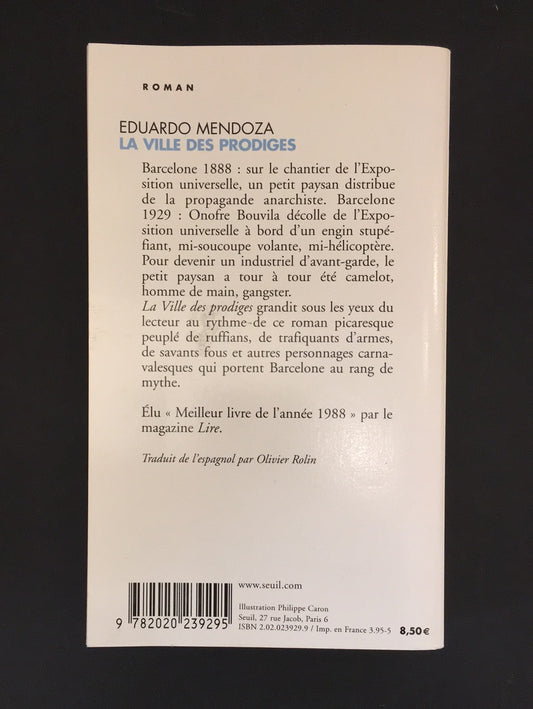 ROMAN
EDUARDO MENDOZA
LA VILLE DES PRODIGES
Barcelone 1888 : sur le chantier de l'Expo-
sition universelle, un petit paysan distribue
de la propagande anarchiste. Barcelone
1929 : Onofre Bouvila décolle de l'Expo-
sition universelle à bord d'un engin stupé-
fiant, mi-soucoupe volante, mi-hélicoptère.
Pour devenir un industriel d'avant-garde, le
petit paysan a tour à tour été camelot,
homme de main, gangster.
La Ville des prodiges grandit sous les yeux du
lecteur au rythme de ce roman picaresque
peuplé de ruffians, de trafiquants d'armes,
de savants fous et autres personnages carna-
valesques qui portent Barcelone au rang de
mythe.
Élu « Meilleur livre de l'année 1988 » par le
magazine Lire.
Traduit de l'espagnol par Olivier Rolin
www.seuil.com
Illustration Philippe Caron
Seuil, 27 rue Jacob, Paris 6
ISBN 2.02.023929.9 / Imp. en France 3.95-5
8,50€
9 782020 239295